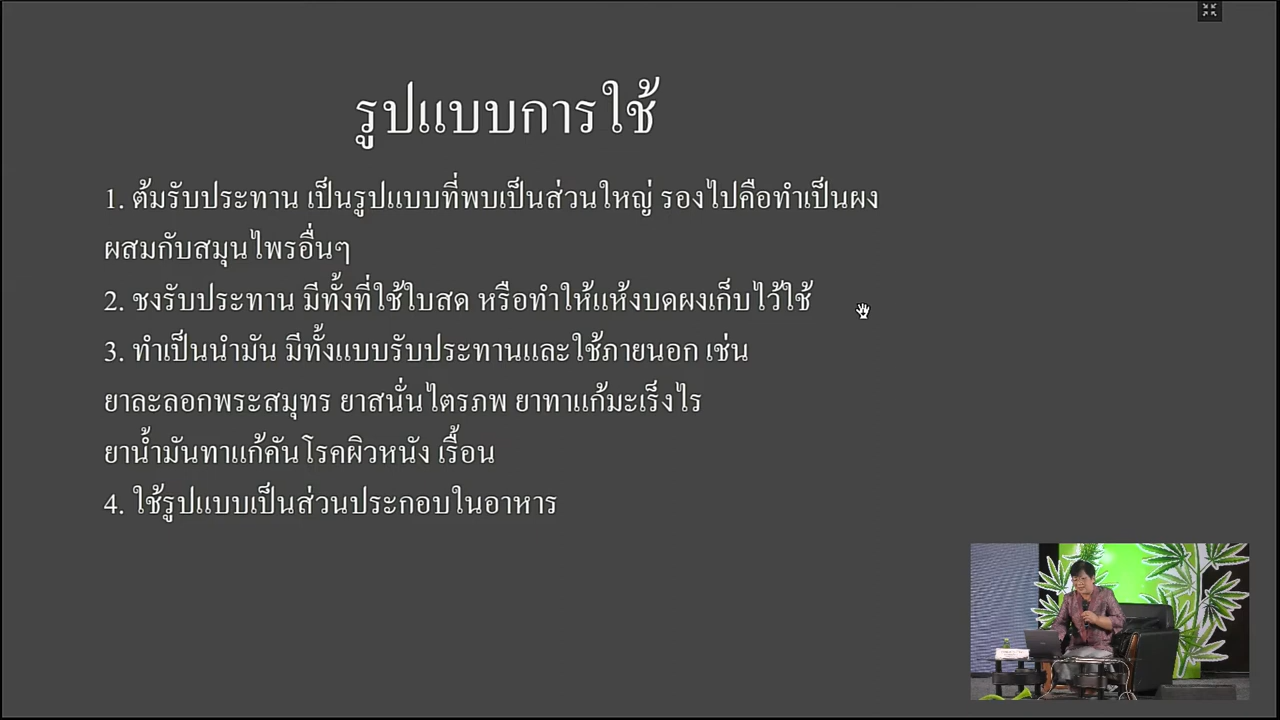 รูปแบบการใช้
1. ต้มรับประทาน เป็นรูปแบบที่พบเป็นส่วนใหญ่ รองไปคือทำเป็นผง
ผสมกับสมุนไพรอื่นๆ
2. ชงรับประทาน มีทั้งที่ใช้ใบสด หรือทำให้แห้งบดผงเก็บไว้ใช้
3. ทำเป็นนำมัน มีทั้งแบบรับประทานและใช้ภายนอก เช่น
ยาละลอกพระสมุทร ยาสนั่นไตรภพ ยาทาแก้มะเร็งไร
ยาน้ำมันทาแก้คันโรคผิวหนัง เรื้อน
4. ใช้รูปแบบเป็นส่วนประกอบในอาหาร